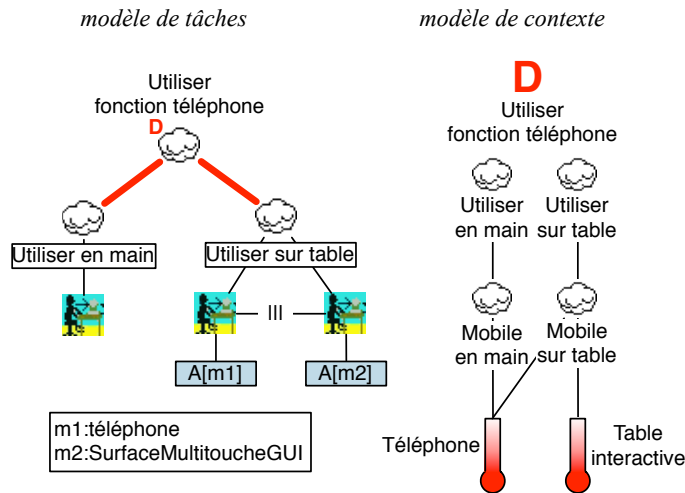 modèle de tâches
modèle de contexte
Utiliser
fonction téléphone
D
Utiliser en main
Utiliser sur table
III
A[m1]
A[m2]
m1:téléphone
m2:SurfaceMultitoucheGUI
D
Utiliser
fonction téléphone
Utiliser
en main
Utiliser
sur table
Mobile
en main
Mobile
sur table
Téléphone
Table
interactive